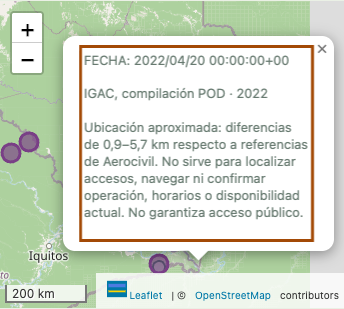 +
−
×
FECHA: 2022/04/20 00:00:00+00
IGAC, compilación POD · 2022
Ubicación aproximada: diferencias
de 0,9–5,7 km respecto a referencias
de Aerocivil. No sirve para localizar
accesos, navegar ni confirmar
operación, horarios o disponibilidad
actual. No garantiza acceso público.
Iquitos
200 km
Leaflet | © OpenStreetMap contributors